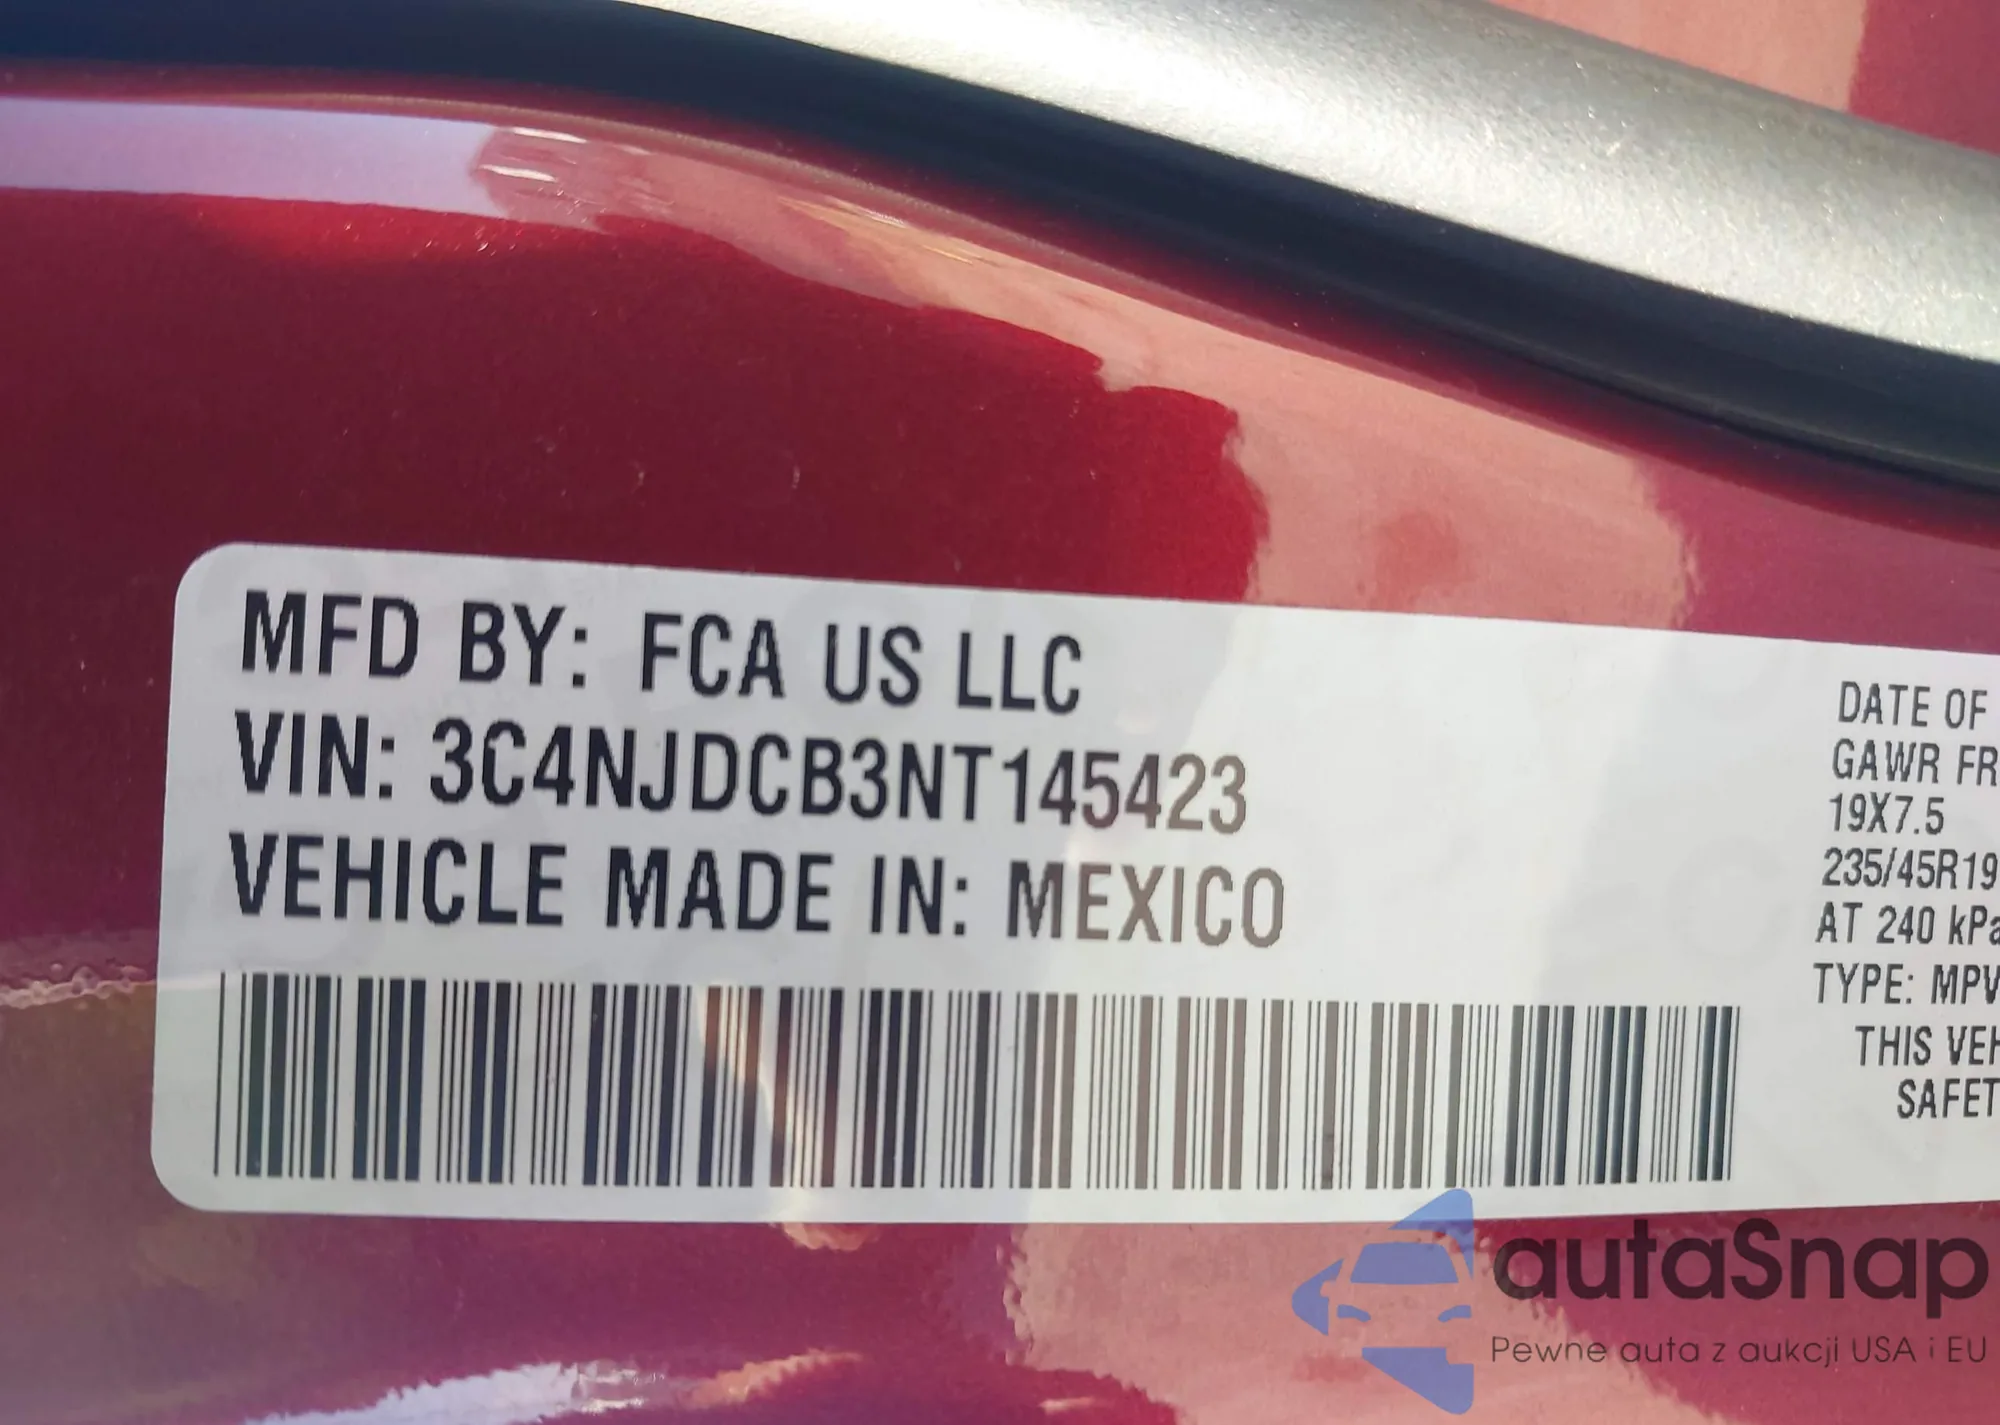 MFD BY: FCA US LLC
VIN: 3C4NJDCB3NT145423
VEHICLE MADE IN: MEXICO
DATE OF
GAWR FR
19X7.5
235/45R19
AT 240 kPa
TYPE: MPV
THIS VEH
SAFET
autaSnap
Pewne auta z aukcji USA i EU